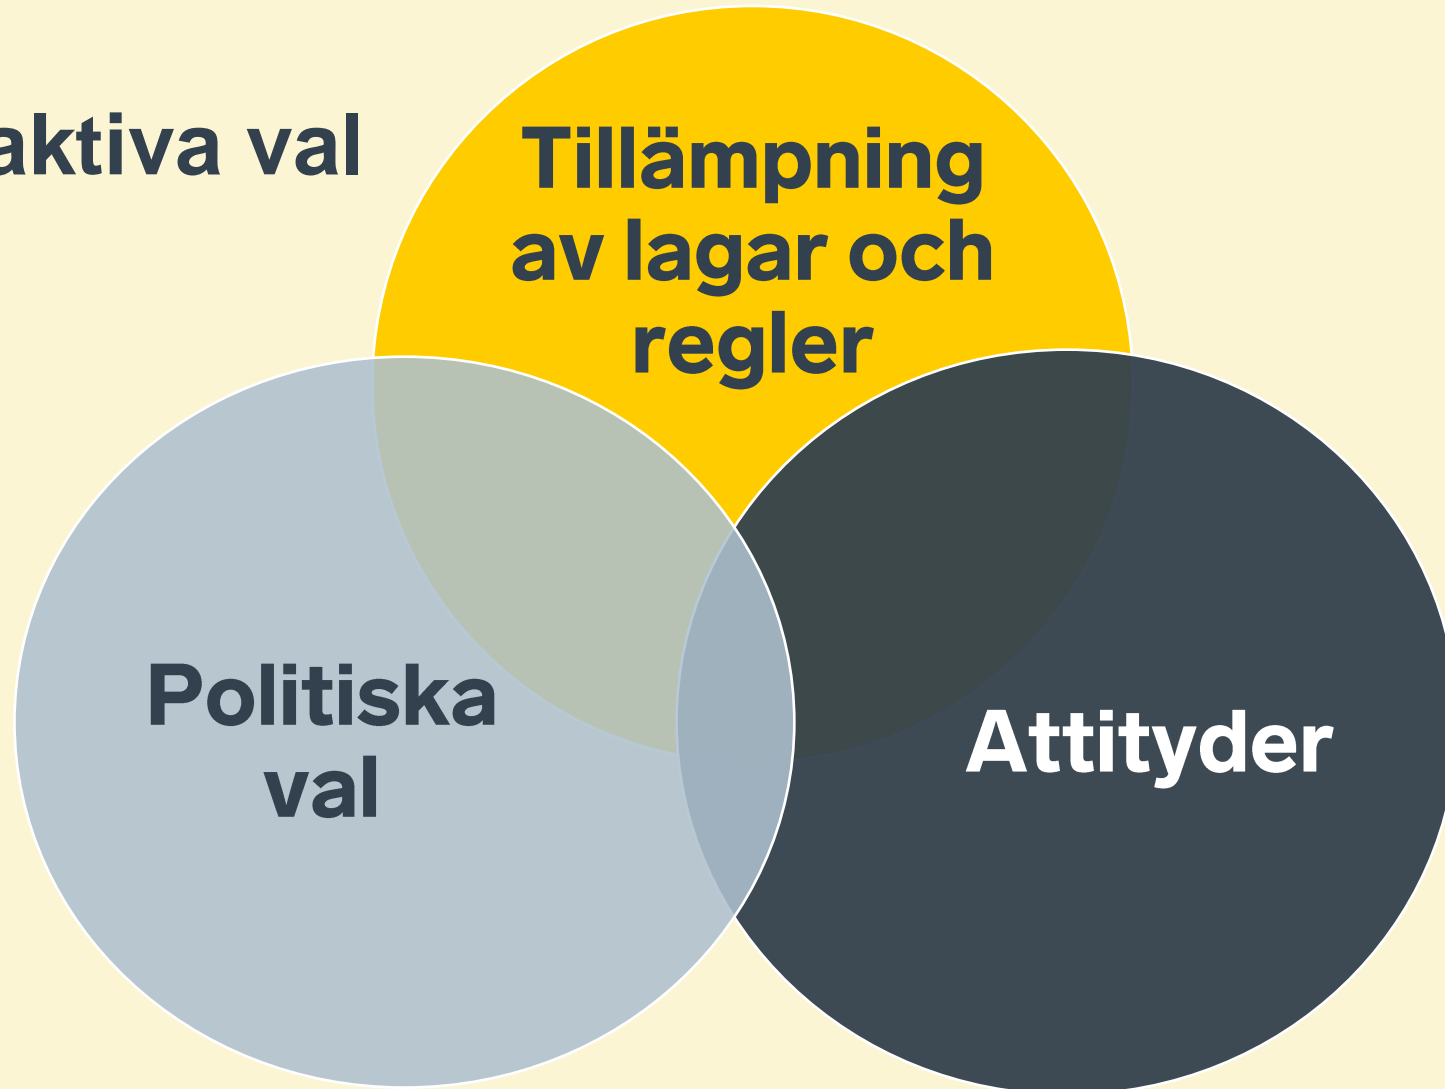 aktiva val
Tillämpning
av lagar och
regler
Politiska
val
Attityder